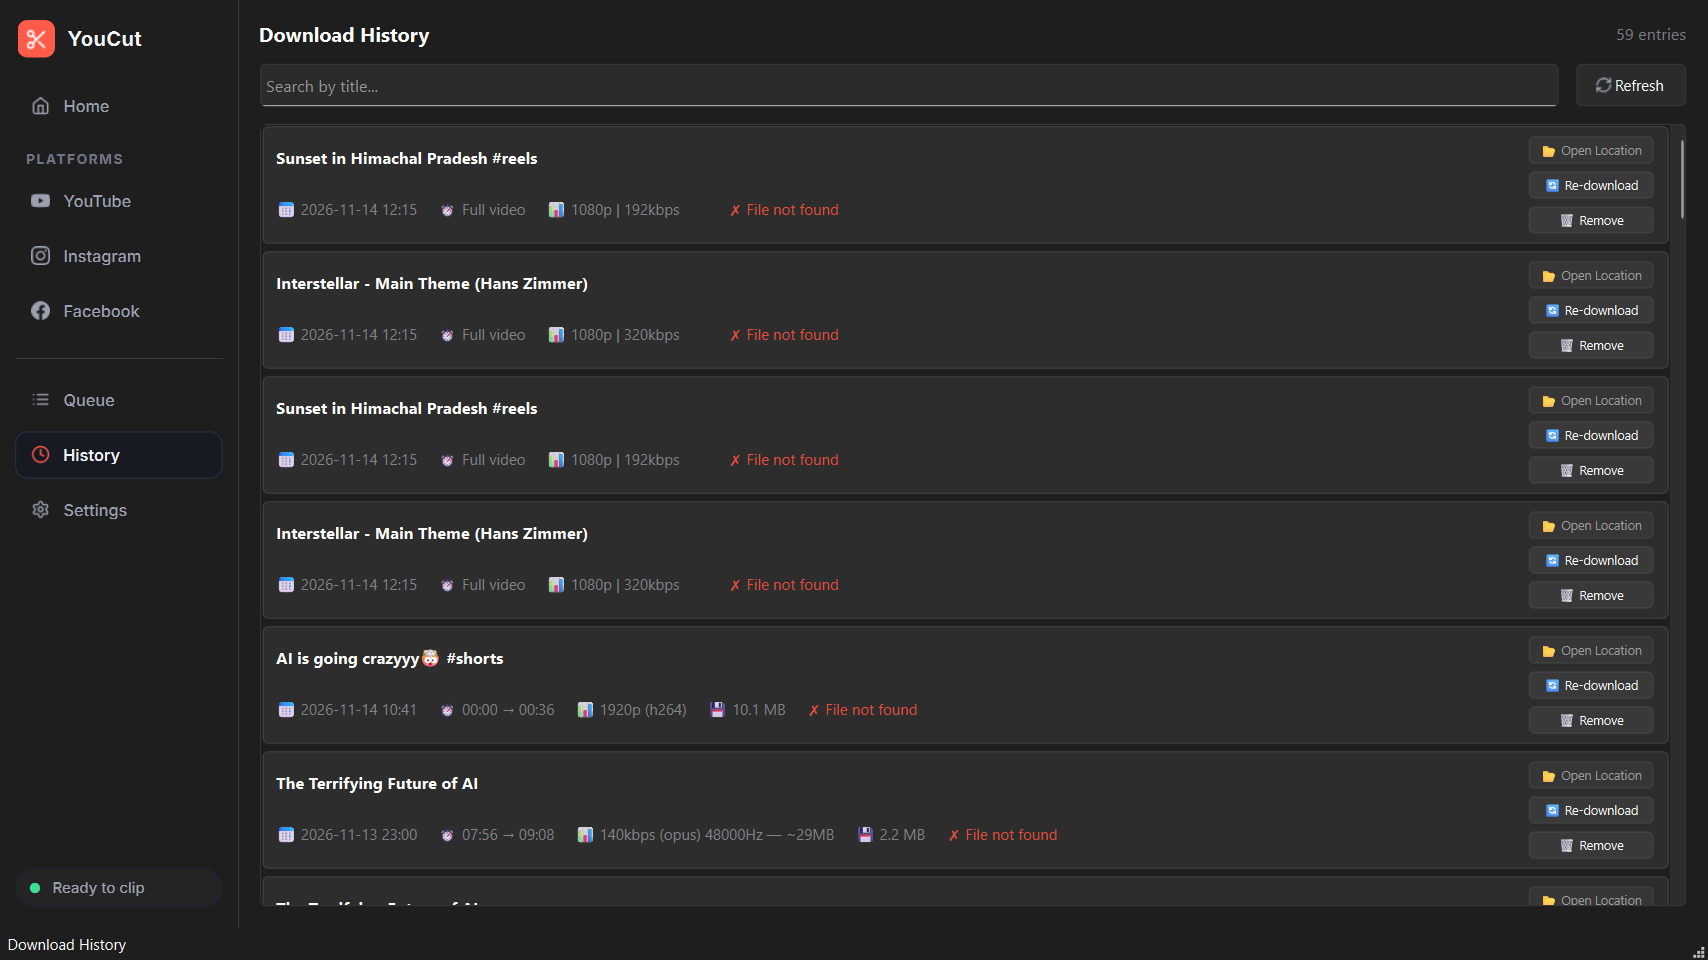 YouCut
Home
PLATFORMS
YouTube
Instagram
Facebook
Queue
History
Settings
Ready to clip
Download History
59 entries
Search by title...
Refresh
Sunset in Himachal Pradesh #reels
2026-11-14 12:15 Full video 1080p | 192kbps ✗ File not found
Open Location
Re-download
Remove
Interstellar - Main Theme (Hans Zimmer)
2026-11-14 12:15 Full video 1080p | 320kbps ✗ File not found
Open Location
Re-download
Remove
Sunset in Himachal Pradesh #reels
2026-11-14 12:15 Full video 1080p | 192kbps ✗ File not found
Open Location
Re-download
Remove
Interstellar - Main Theme (Hans Zimmer)
2026-11-14 12:15 Full video 1080p | 320kbps ✗ File not found
Open Location
Re-download
Remove
AI is going crazyyy🤯 #shorts
2026-11-14 10:41 00:00 → 00:36 1920p (h264) 10.1 MB ✗ File not found
Open Location
Re-download
Remove
The Terrifying Future of AI
2026-11-13 23:00 07:56 → 09:08 140kbps (opus) 48000Hz — ~29MB 2.2 MB ✗ File not found
Open Location
Re-download
Remove
The Terrifying Future of AI
Open Location
Download History